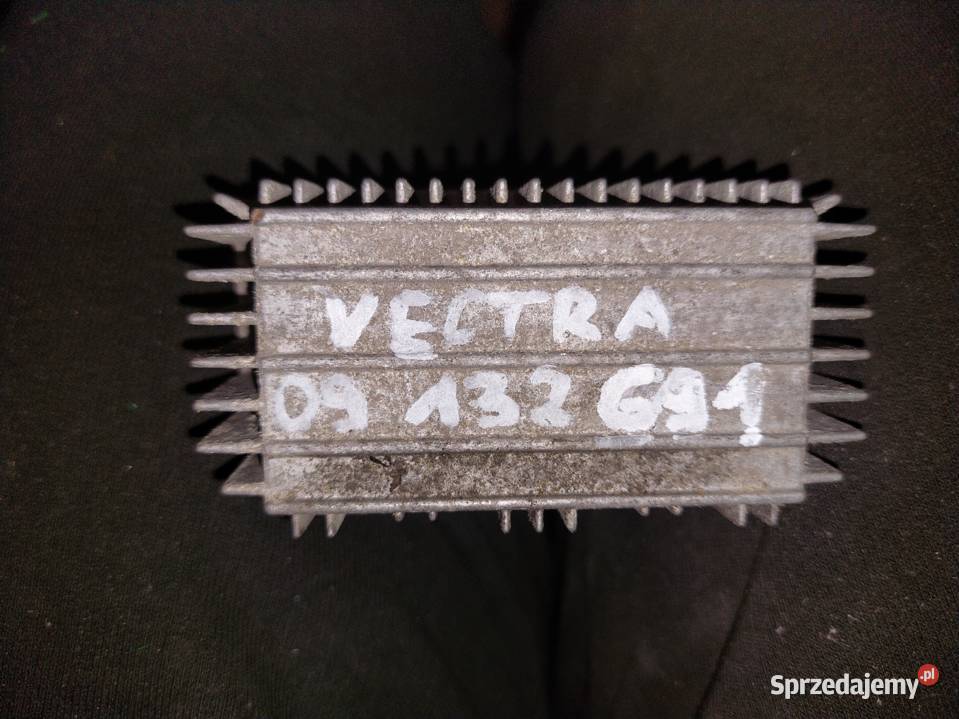 VECTRA
09 132 691
Sprzedajemy.pl